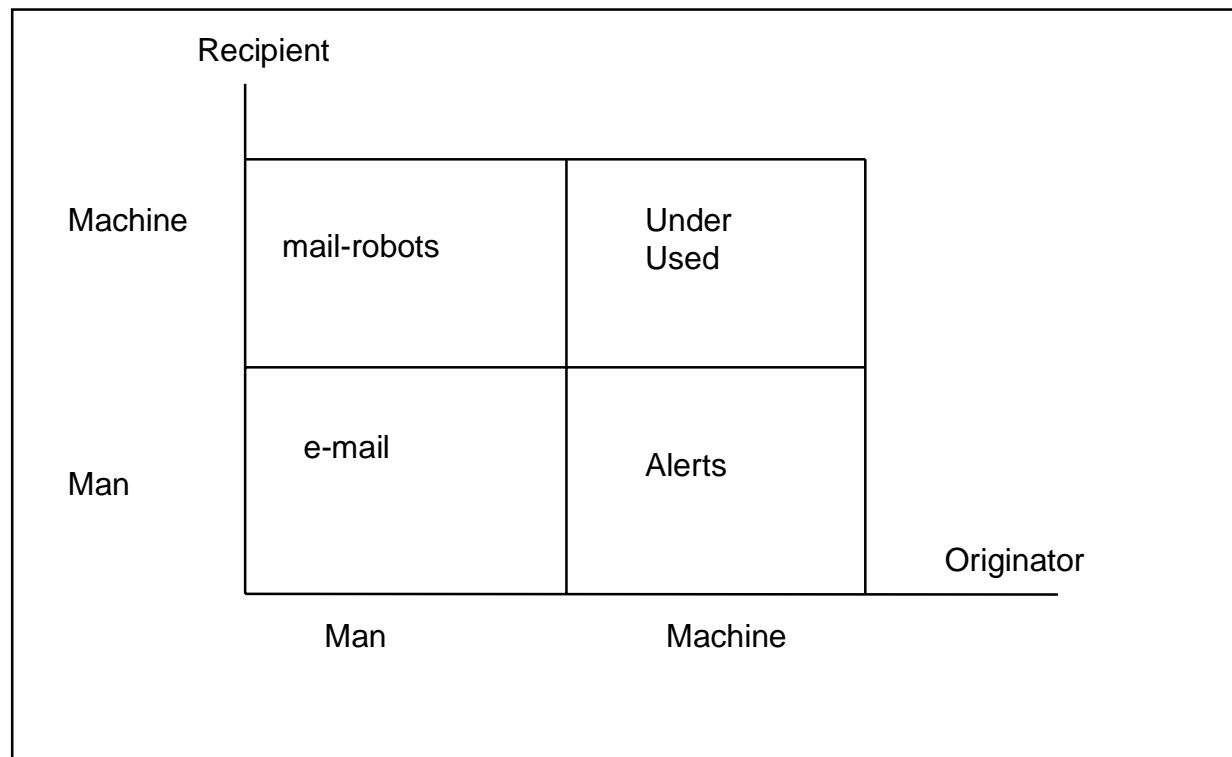 Recipient
Machine
mail-robots
Under
Used
Man
e-mail
Alerts
Originator
Man
Machine